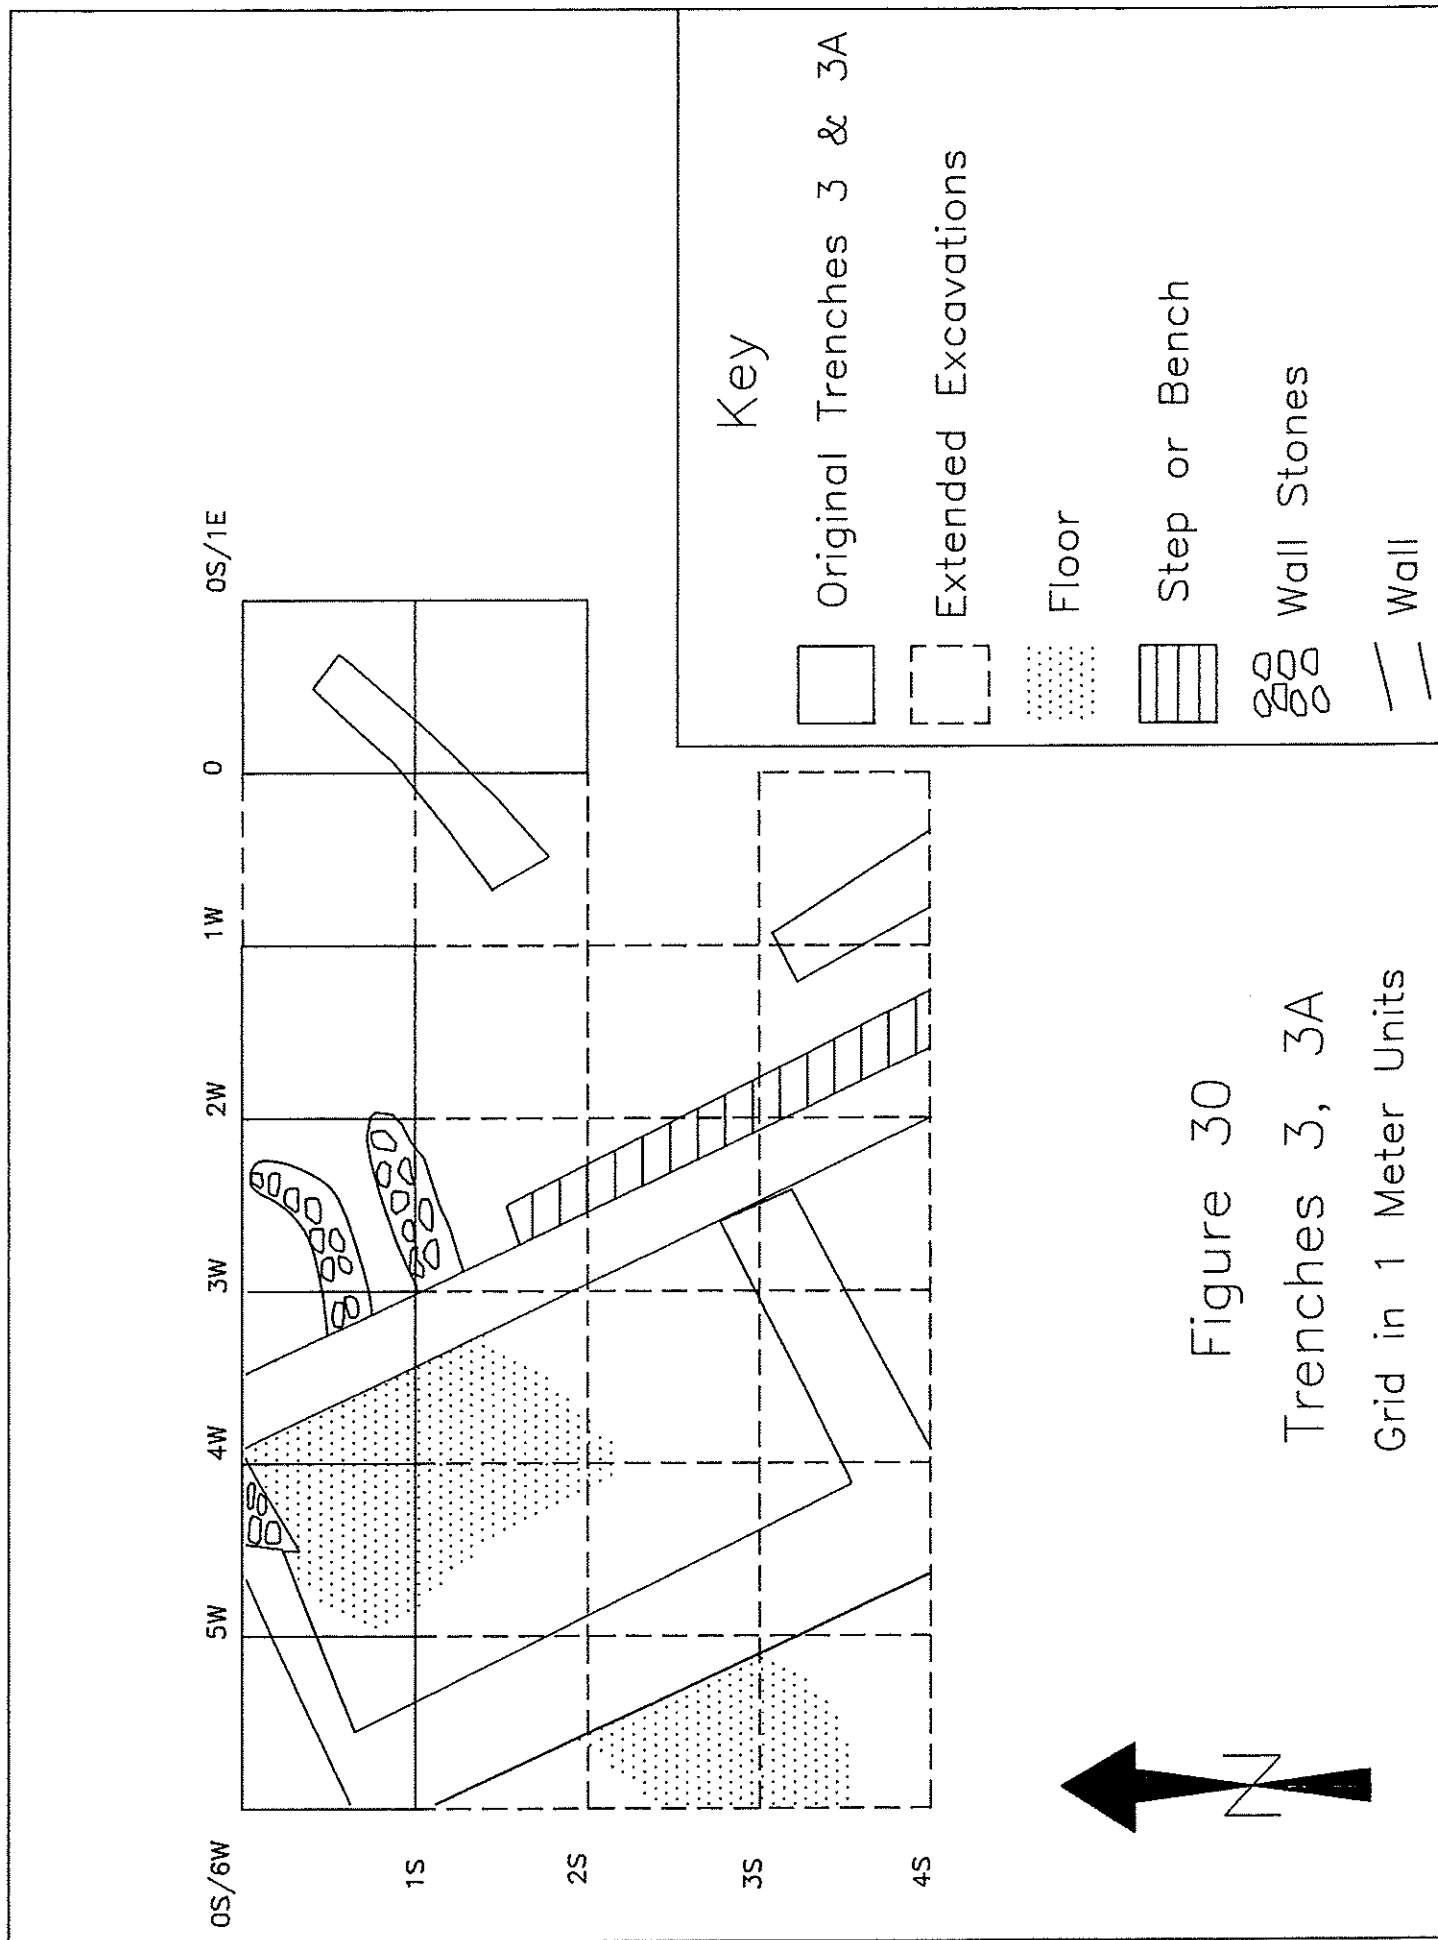 0S/6W
5W
4W
3W
2W
1W
0
0S/1E
1S
2S
3S
4S
N
Figure 30
Trenches 3, 3A
Grid in 1 Meter Units
Key
Original Trenches 3 & 3A
Extended Excavations
Floor
Step or Bench
Wall Stones
Wall